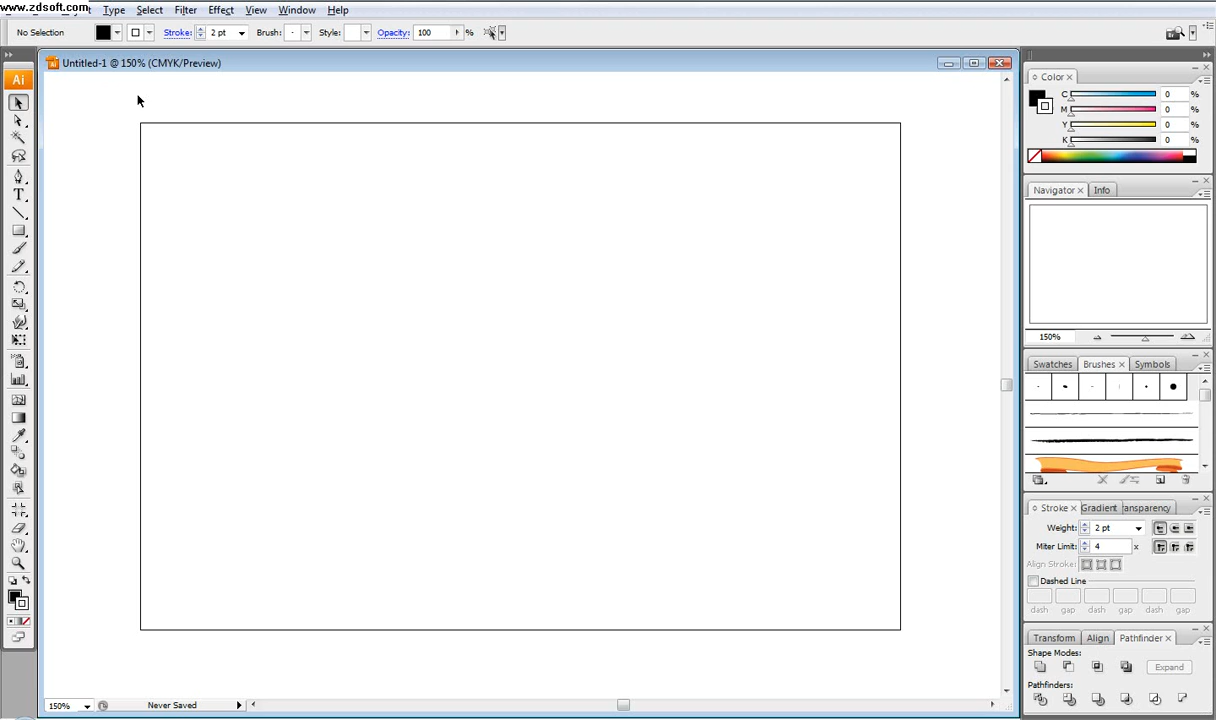 www.zdsoft.com
Type Select Filter Effect View Window Help
No Selection Stroke: 2 pt Brush: Style: Opacity: 100 %
Untitled-1 @ 150% (CMYK/Preview)
Ai
T
Color
C 0 %
M 0 %
Y 0 %
K 0 %
Navigator Info
150%
Swatches Brushes Symbols
Stroke Gradient ransparency
Weight: 2 pt
Miter Limit: 4 x
Align Stroke:
Dashed Line
dash gap dash gap dash gap
Transform Align Pathfinder
Shape Modes:
Expand
Pathfinders:
150% Never Saved